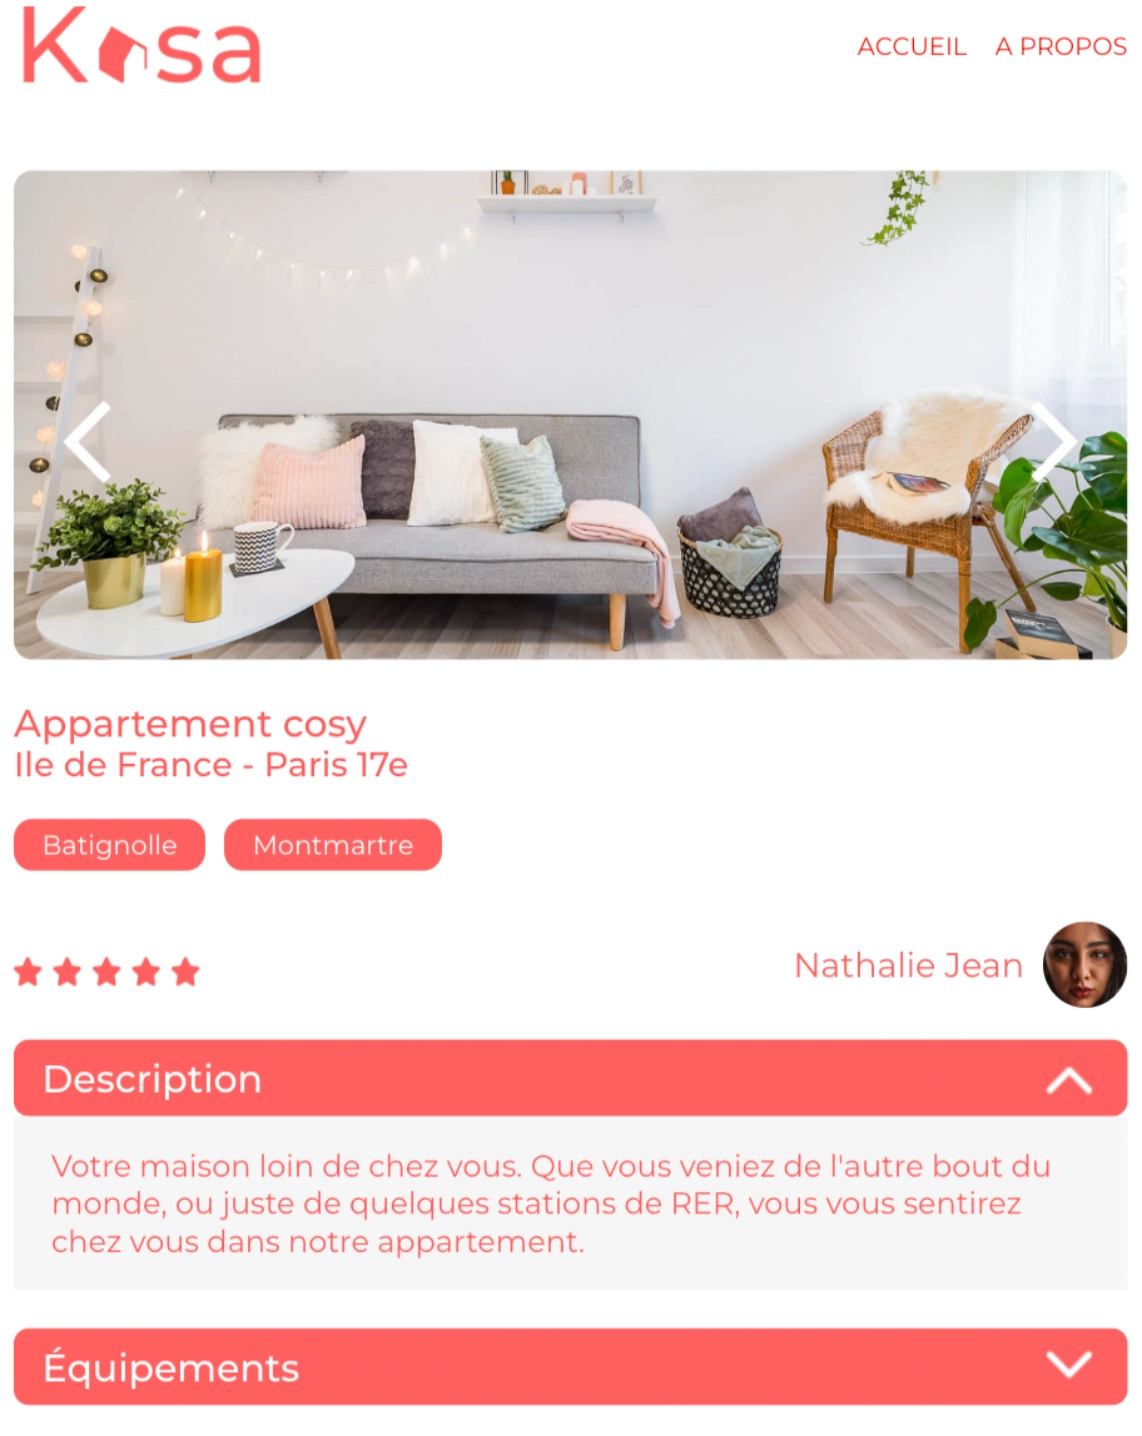 Kasa
ACCUEIL A PROPOS
Appartement cosy
Ile de France - Paris 17e
Batignolle Montmartre
Nathalie Jean
Description
Votre maison loin de chez vous. Que vous veniez de l'autre bout du
monde, ou juste de quelques stations de RER, vous vous sentirez
chez vous dans notre appartement.
Équipements